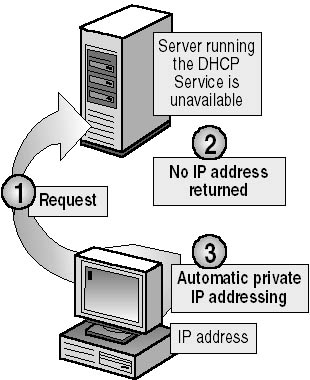 Server running
the DHCP
Service is
unavailable
2
No IP address
returned
1
Request
3
Automatic private
IP addressing
IP address